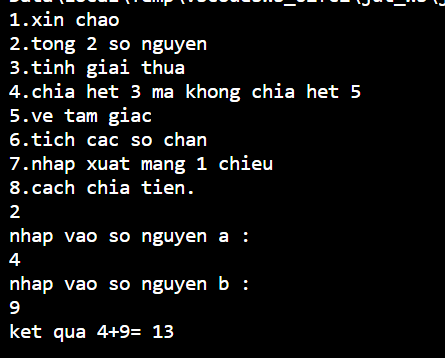 1.xin chao
2.tong 2 so nguyen
3.tinh giai thua
4.chia het 3 ma khong chia het 5
5.ve tam giac
6.tich cac so chan
7.nhap xuat mang 1 chieu
8.cach chia tien.
2
nhap vao so nguyen a :
4
nhap vao so nguyen b :
9
ket qua 4+9= 13